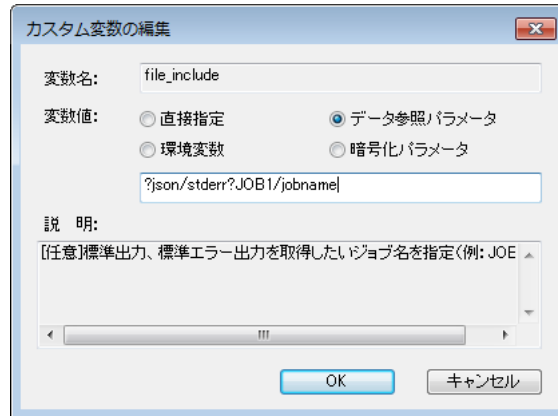 カスタム変数の編集
変数名: file_include
変数値: 直接指定 データ参照パラメータ
環境変数 暗号化パラメータ
?json/stderr?JOB1/jobname
説 明:
[任意]標準出力、標準エラー出力を取得したいジョブ名を指定(例: JOE
OK キャンセル